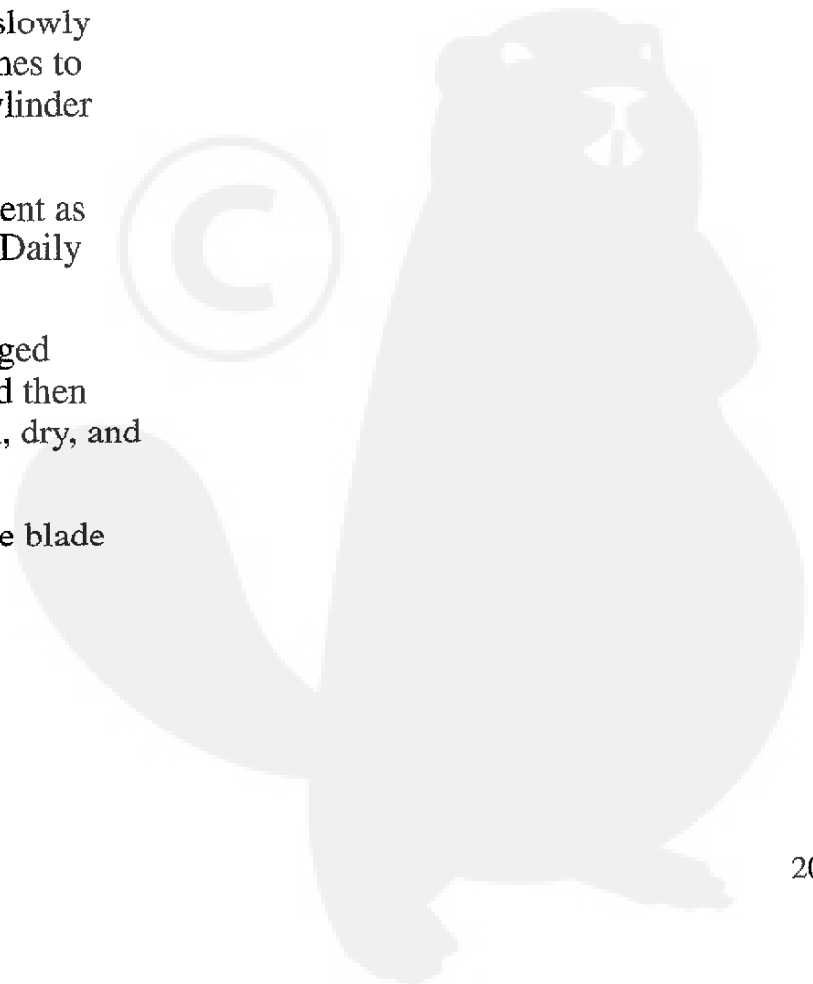 slowly
nes to
ylinder
ent as
Daily
ged
d then
, dry, and
e blade
©
20